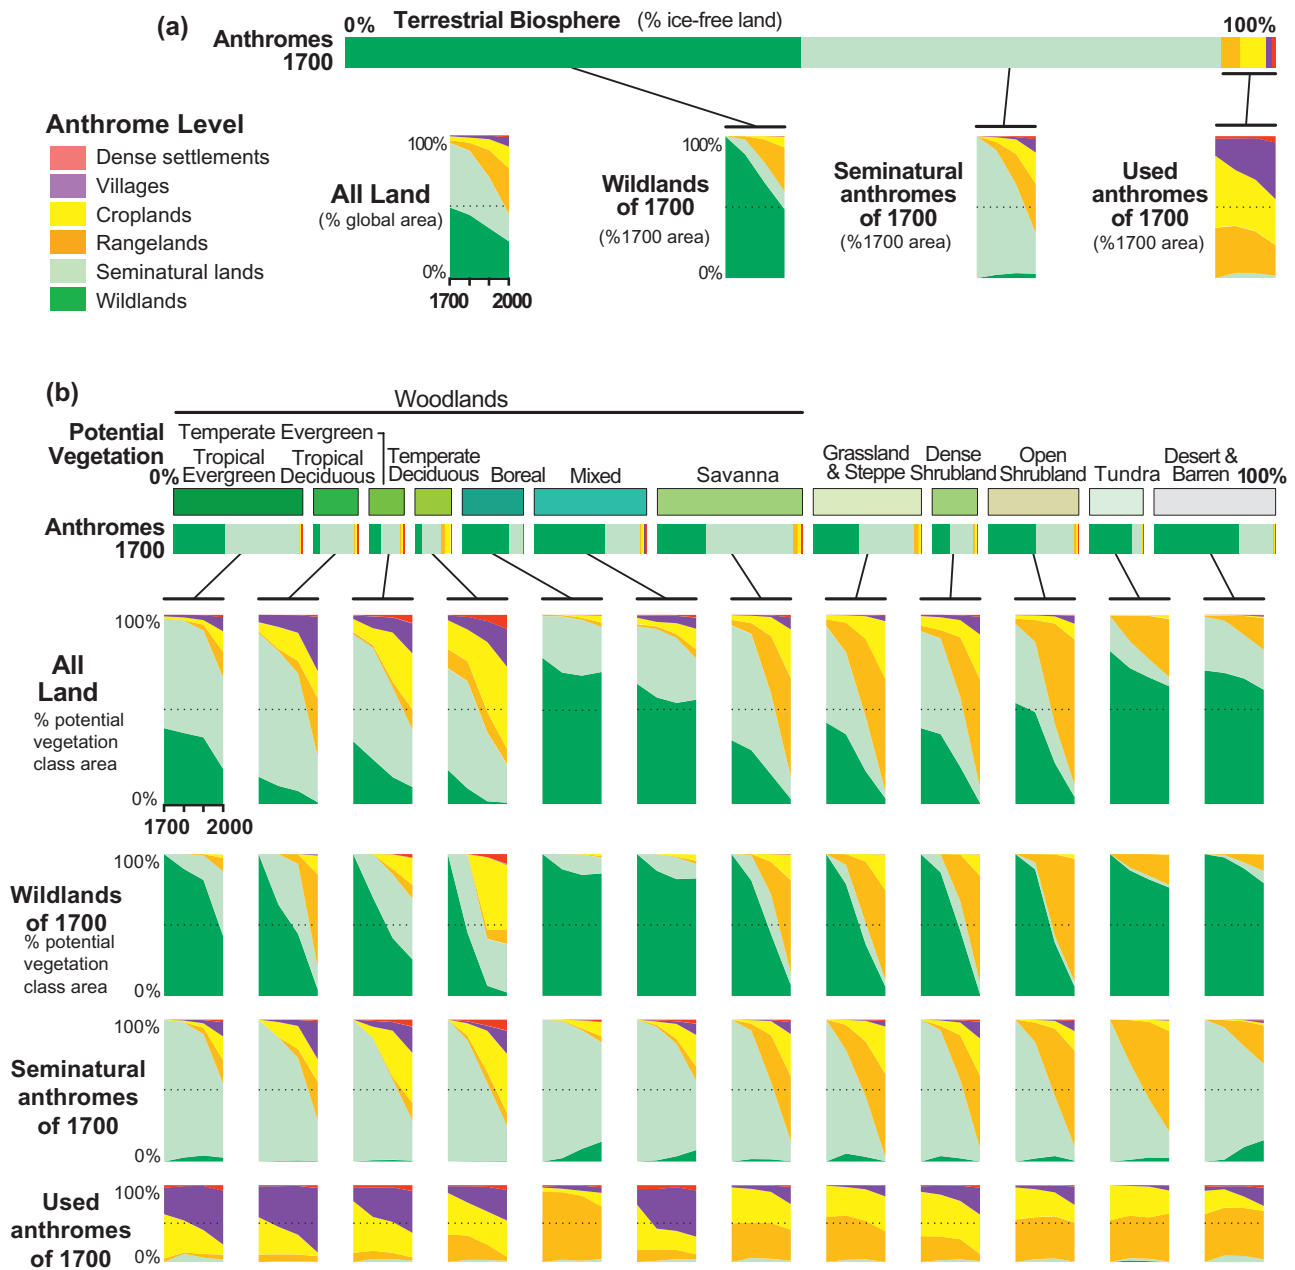 (a)
0%
Terrestrial Biosphere (% ice-free land)
100%
Anthromes
1700
Anthrome Level
Dense settlements
Villages
Croplands
Rangelands
Seminatural lands
Wildlands
100%
All Land
(% global area)
0%
1700
2000
100%
Wildlands
of 1700
(%1700 area)
0%
Seminatural
anthromes
of 1700
(%1700 area)
Used
anthromes
of 1700
(%1700 area)
(b)
Woodlands
Potential
Vegetation
0%
Temperate Evergreen
Tropical
Evergreen
Tropical
Deciduous
Temperate
Deciduous
Boreal
Mixed
Savanna
Grassland
& Steppe
Dense
Shrubland
Open
Shrubland
Tundra
Desert &
Barren
100%
Anthromes
1700
100%
All
Land
% potential
vegetation
class area
0%
1700
2000
100%
Wildlands
of 1700
% potential
vegetation
class area
0%
100%
Seminatural
anthromes
of 1700
0%
100%
Used
anthromes
of 1700
0%